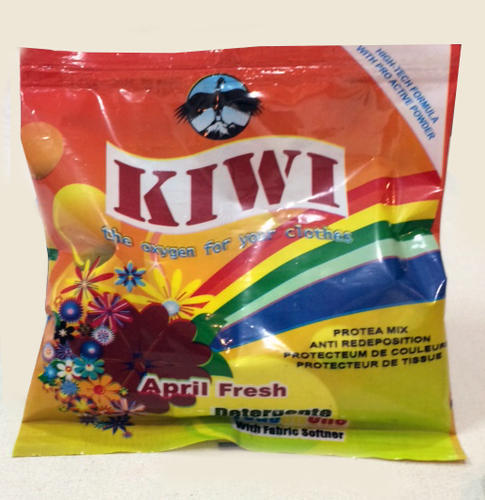 HIGH-TECH FORMULA
WITH PRO ACTIVE POWDER
KIWI
the oxygen for your clothes
PROTEA MIX
ANTI REDEPOSITION
PROTECTEUM DE COULEUR
PROTECTEUR DE TISSUE
April Fresh
Detergente
With Fabric Softner